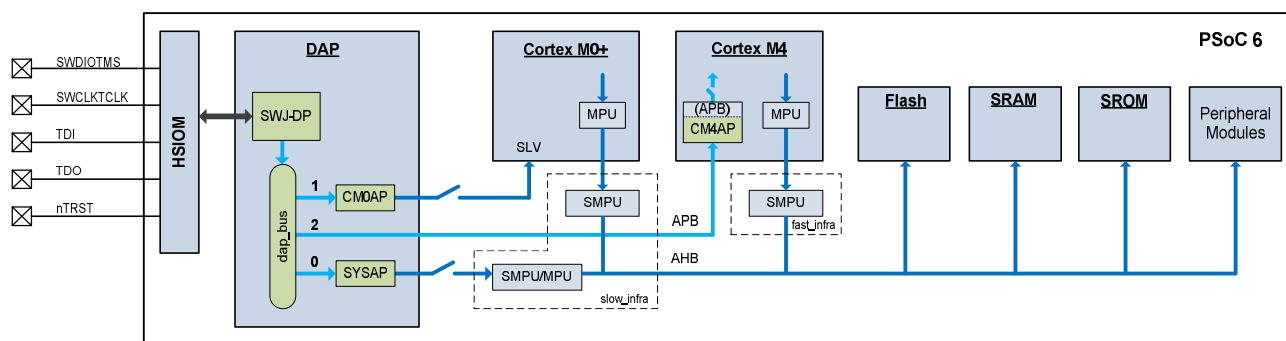 PSoC 6
SWDIOTMS
SWCLKTCLK
TDI
TDO
nTRST
HSIOM
DAP
SWJ-DP
dap_bus
1
CM0AP
2
0
SYSAP
Cortex M0+
MPU
SLV
SMPU
SMPU/MPU
slow_infra
APB
AHB
Cortex M4
(APB)
CM4AP
MPU
SMPU
fast_infra
Flash
SRAM
SROM
Peripheral
Modules